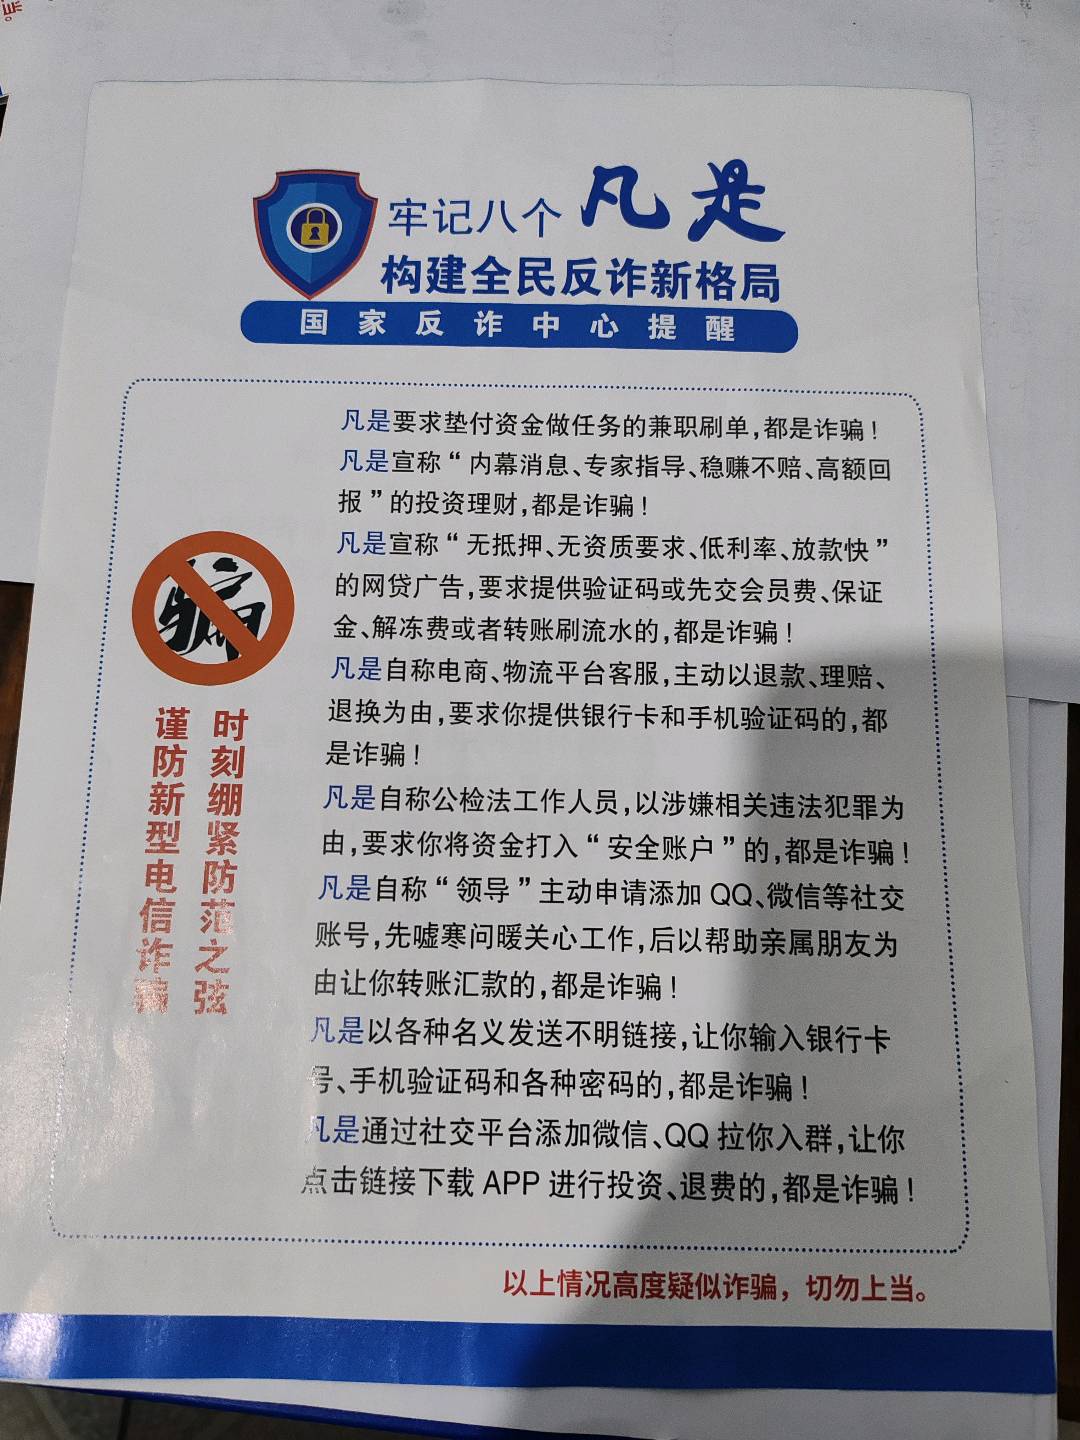 牢记八个 凡是
构建全民反诈新格局
国家反诈中心提醒
凡是要求垫付资金做任务的兼职刷单,都是诈骗!
凡是宣称“内幕消息、专家指导、稳赚不赔、高额回
报”的投资理财,都是诈骗!
凡是宣称“无抵押、无资质要求、低利率、放款快”
的网贷广告,要求提供验证码或先交会员费、保证
金、解冻费或者转账刷流水的,都是诈骗!
凡是自称电商、物流平台客服,主动以退款、理赔、
退换为由,要求你提供银行卡和手机验证码的,都
是诈骗!
凡是自称公检法工作人员,以涉嫌相关违法犯罪为
由,要求你将资金打入“安全账户”的,都是诈骗!
凡是自称“领导”主动申请添加 QQ、微信等社交
账号,先嘘寒问暖关心工作,后以帮助亲属朋友为
由让你转账汇款的,都是诈骗!
凡是以各种名义发送不明链接,让你输入银行卡
号、手机验证码和各种密码的,都是诈骗!
凡是通过社交平台添加微信、QQ 拉你入群,让你
点击链接下载 APP 进行投资、退费的,都是诈骗!
骗
时刻绷紧防范之弦
谨防新型电信诈骗
以上情况高度疑似诈骗，切勿上当。